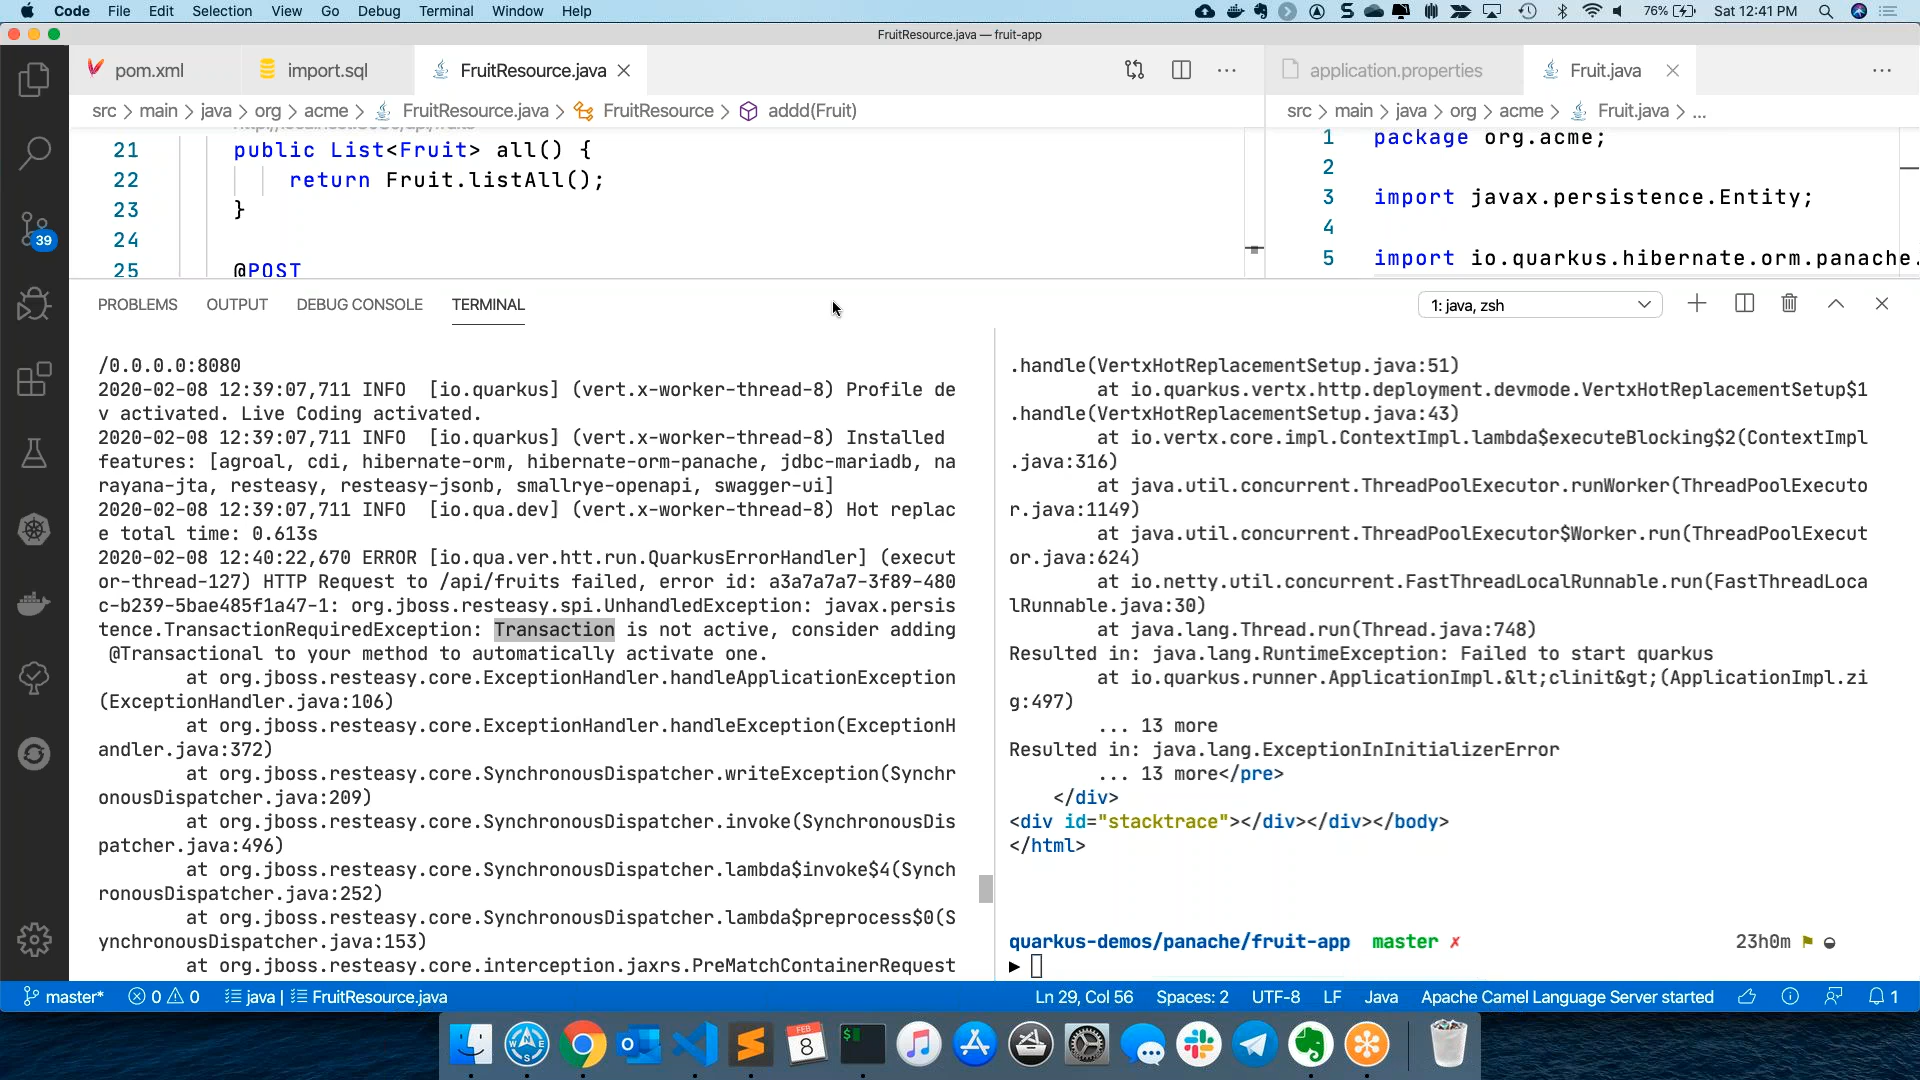 Code File Edit Selection View Go Debug Terminal Window Help 76% Sat 12:41 PM
FruitResource.java — fruit-app
pom.xml import.sql FruitResource.java application.properties Fruit.java
src > main > java > org > acme > FruitResource.java > FruitResource > addd(Fruit)
src > main > java > org > acme > Fruit.java > ...
21 public List<Fruit> all() {
22 return Fruit.listAll();
23 }
24
25 @POST
1 package org.acme;
2
3 import javax.persistence.Entity;
4
5 import io.quarkus.hibernate.orm.panache.
PROBLEMS OUTPUT DEBUG CONSOLE TERMINAL 1: java, zsh
/0.0.0.0:8080
2020-02-08 12:39:07,711 INFO [io.quarkus] (vert.x-worker-thread-8) Profile de
v activated. Live Coding activated.
2020-02-08 12:39:07,711 INFO [io.quarkus] (vert.x-worker-thread-8) Installed
features: [agroal, cdi, hibernate-orm, hibernate-orm-panache, jdbc-mariadb, na
rayana-jta, resteasy, resteasy-jsonb, smallrye-openapi, swagger-ui]
2020-02-08 12:39:07,711 INFO [io.qua.dev] (vert.x-worker-thread-8) Hot replac
e total time: 0.613s
2020-02-08 12:40:22,670 ERROR [io.qua.ver.htt.run.QuarkusErrorHandler] (execut
or-thread-127) HTTP Request to /api/fruits failed, error id: a3a7a7a7-3f89-480
c-b239-5bae485f1a47-1: org.jboss.resteasy.spi.UnhandledException: javax.persis
tence.TransactionRequiredException: Transaction is not active, consider adding
@Transactional to your method to automatically activate one.
at org.jboss.resteasy.core.ExceptionHandler.handleApplicationException
(ExceptionHandler.java:106)
at org.jboss.resteasy.core.ExceptionHandler.handleException(ExceptionH
andler.java:372)
at org.jboss.resteasy.core.SynchronousDispatcher.writeException(Synchr
onousDispatcher.java:209)
at org.jboss.resteasy.core.SynchronousDispatcher.invoke(SynchronousDis
patcher.java:496)
at org.jboss.resteasy.core.SynchronousDispatcher.lambda$invoke$4(Synch
ronousDispatcher.java:252)
at org.jboss.resteasy.core.SynchronousDispatcher.lambda$preprocess$0(S
ynchronousDispatcher.java:153)
at org.jboss.resteasy.core.interception.jaxrs.PreMatchContainerRequest
.handle(VertxHotReplacementSetup.java:51)
at io.quarkus.vertx.http.deployment.devmode.VertxHotReplacementSetup$1
.handle(VertxHotReplacementSetup.java:43)
at io.vertx.core.impl.ContextImpl.lambda$executeBlocking$2(ContextImpl
.java:316)
at java.util.concurrent.ThreadPoolExecutor.runWorker(ThreadPoolExecuto
r.java:1149)
at java.util.concurrent.ThreadPoolExecutor$Worker.run(ThreadPoolExecut
or.java:624)
at io.netty.util.concurrent.FastThreadLocalRunnable.run(FastThreadLoca
lRunnable.java:30)
at java.lang.Thread.run(Thread.java:748)
Resulted in: java.lang.RuntimeException: Failed to start quarkus
at io.quarkus.runner.ApplicationImpl.&lt;clinit&gt;(ApplicationImpl.zi
g:497)
... 13 more
Resulted in: java.lang.ExceptionInInitializerError
... 13 more</pre>
</div>
<div id="stacktrace"></div></div></body>
</html>
quarkus-demos/panache/fruit-app master ✗ 23h0m
39
master* 0 0 java | FruitResource.java Ln 29, Col 56 Spaces: 2 UTF-8 LF Java Apache Camel Language Server started 1
FEB
8